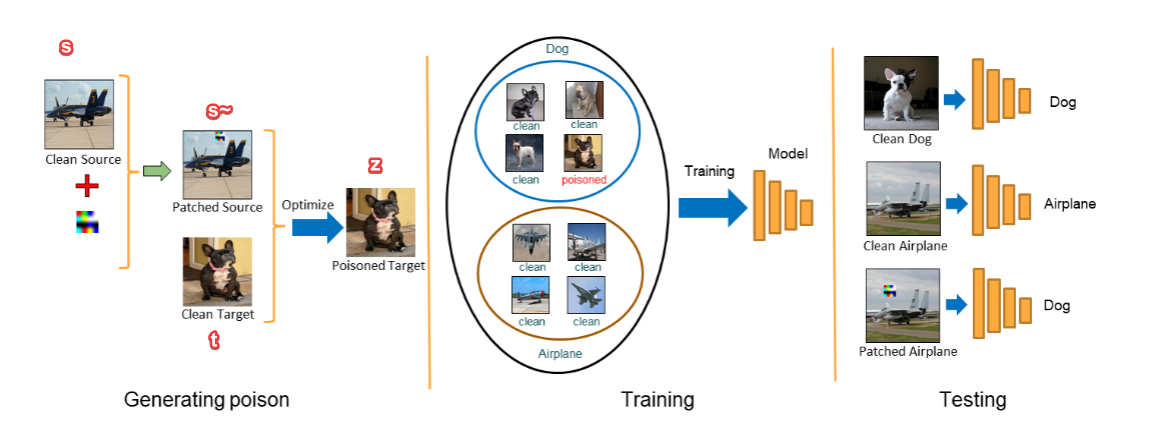 s
Clean Source
s~
Patched Source
Clean Target
t
Optimize
z
Poisoned Target
Generating poison
Dog
clean
clean
clean
poisoned
clean
clean
clean
clean
Airplane
Training
Model
Training
Clean Dog
Dog
Clean Airplane
Airplane
Patched Airplane
Dog
Testing